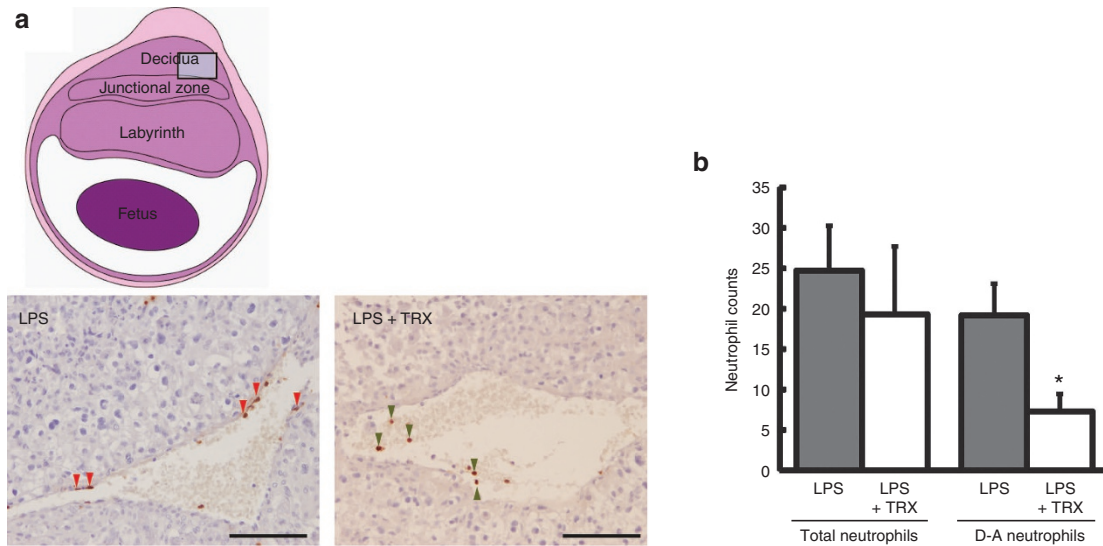 a
Decidua
Junctional zone
Labyrinth
Fetus
LPS
LPS + TRX
b
Neutrophil counts
35
30
25
20
15
10
5
0
*
LPS
LPS
+ TRX
LPS
LPS
+ TRX
Total neutrophils
D-A neutrophils